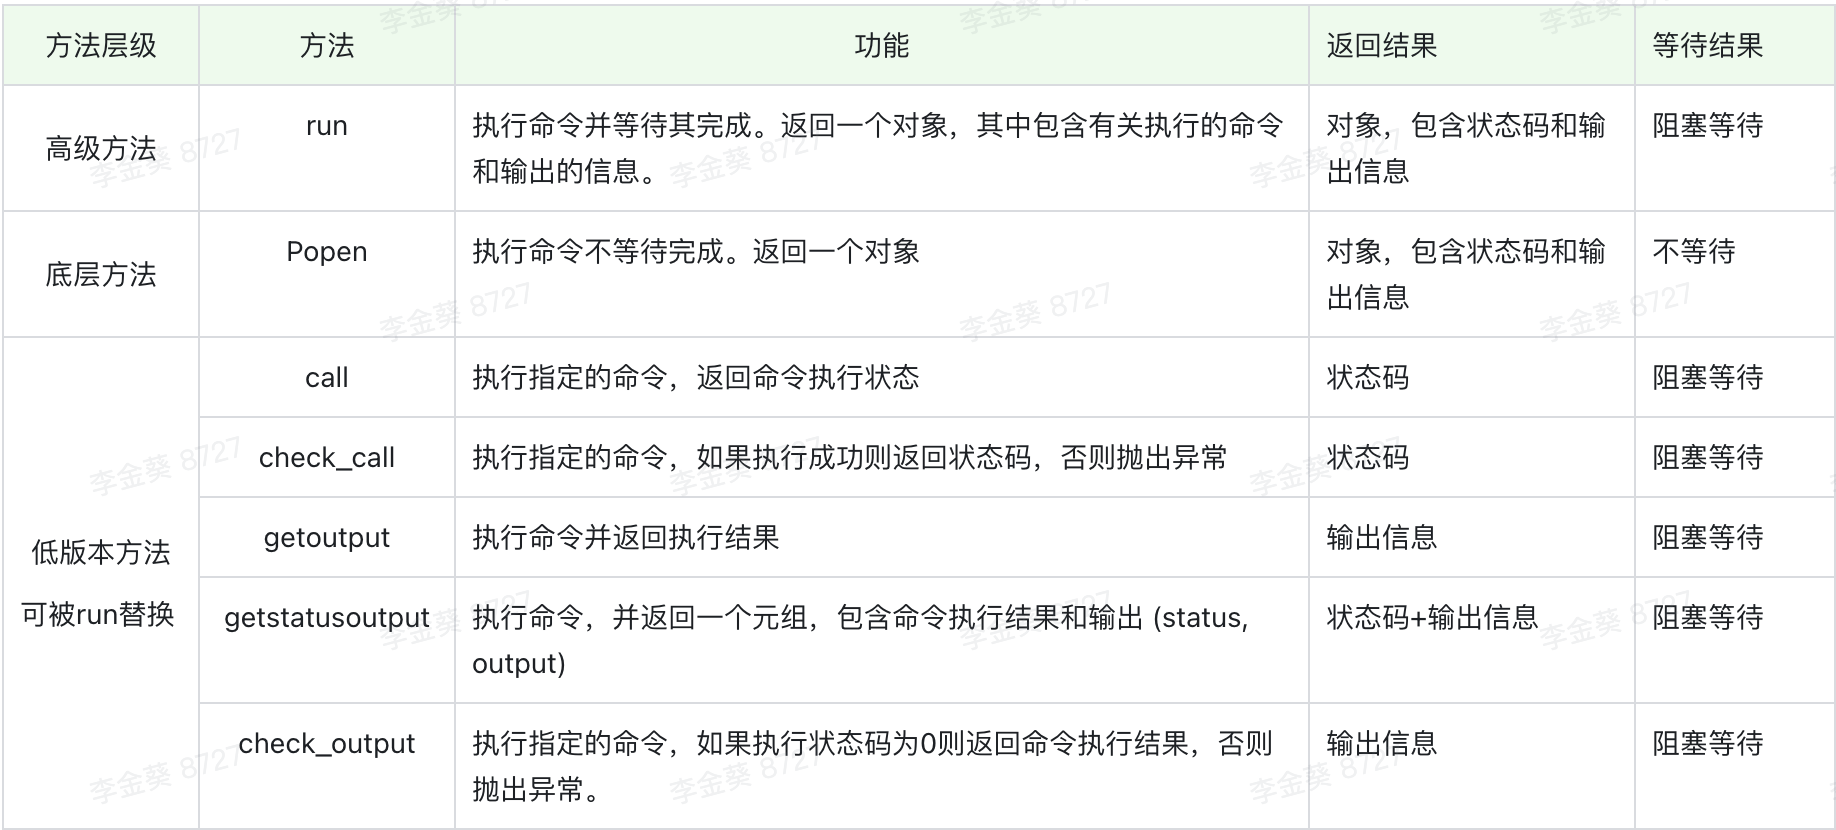 方法层级 方法 功能 返回结果 等待结果
高级方法 run 执行命令并等待其完成。返回一个对象，其中包含有关执行的命令 对象，包含状态码和输 阻塞等待
和输出的信息。 出信息
底层方法 Popen 执行命令不等待完成。返回一个对象 对象，包含状态码和输 不等待
出信息
低版本方法
可被run替换
call 执行指定的命令，返回命令执行状态 状态码 阻塞等待
check_call 执行指定的命令，如果执行成功则返回状态码，否则抛出异常 状态码 阻塞等待
getoutput 执行命令并返回执行结果 输出信息 阻塞等待
getstatusoutput 执行命令，并返回一个元组，包含命令执行结果和输出 (status, 状态码+输出信息 阻塞等待
output)
check_output 执行指定的命令，如果执行状态码为0则返回命令执行结果，否则 输出信息 阻塞等待
抛出异常。
李金葵 8727